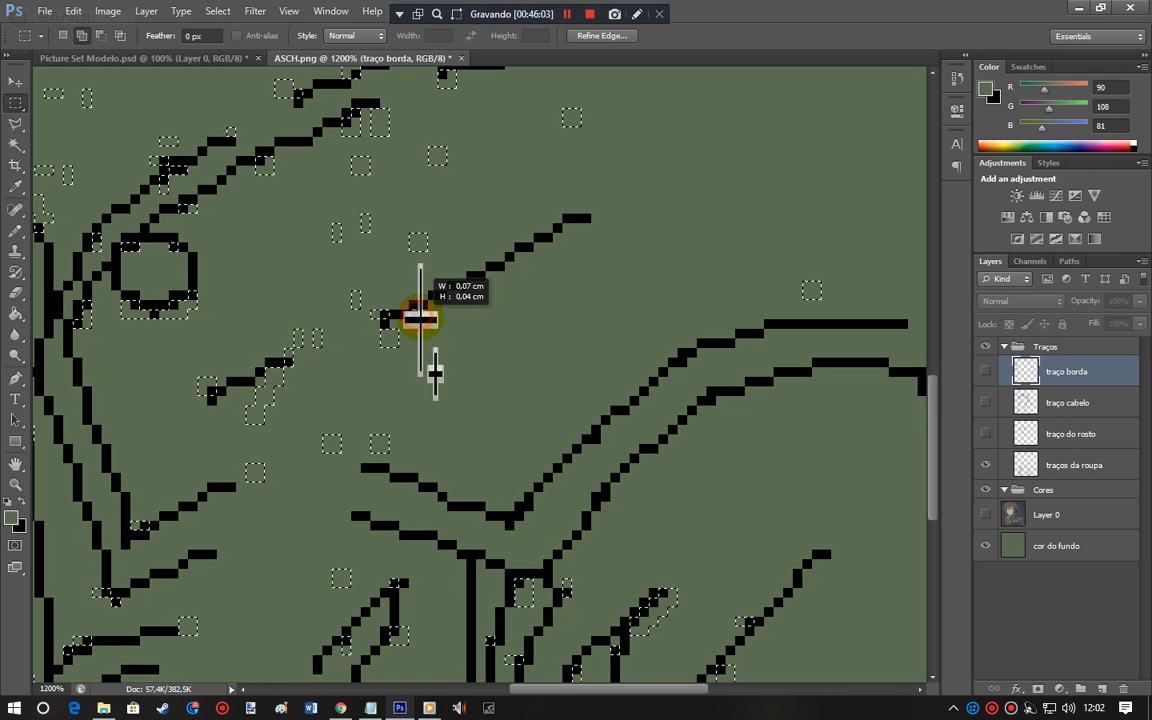 Ps File Edit Image Layer Type Select Filter View Window Help Gravando [00:46:03]
Feather: 0 px Anti-alias Style: Normal Width: Height: Refine Edge... Essentials
Picture Set Modelo.psd @ 100% (Layer 0, RGB/8) * × ASCH.png @ 1200% (traço borda, RGB/8) * ×
Color Swatches
R 90
G 108
B 81
Adjustments Styles
Add an adjustment
W : 0,07 cm
H : 0,04 cm
Layers Channels Paths
Kind
Normal Opacity: 100%
Lock: Fill: 100%
Traços
traço borda
traço cabelo
traço do rosto
traços da roupa
Cores
Layer 0
cor do fundo
1200% Doc: 57,4K/382,5K
12:02